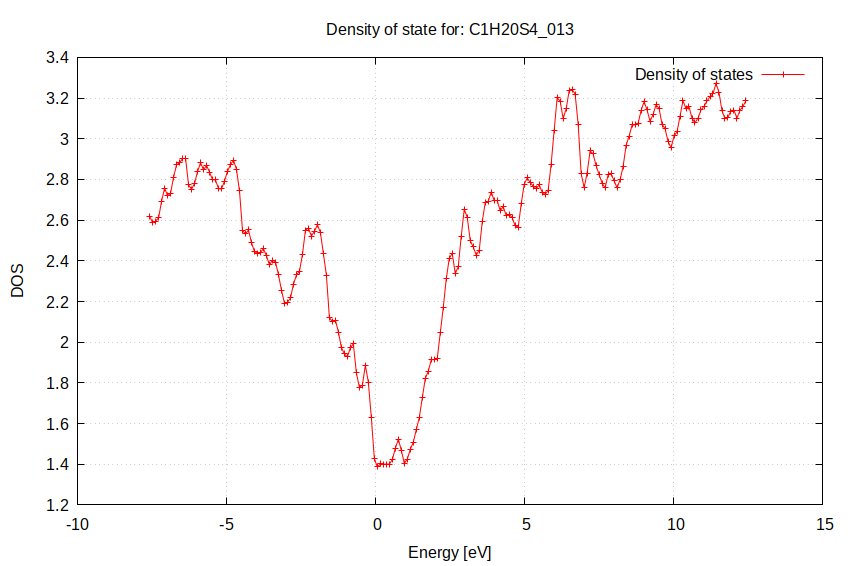 Density of state for: C1H20S4_013
Density of states
3.4
3.2
3
2.8
2.6
2.4
2.2
2
1.8
1.6
1.4
1.2
DOS
-10 -5 0 5 10 15
Energy [eV]